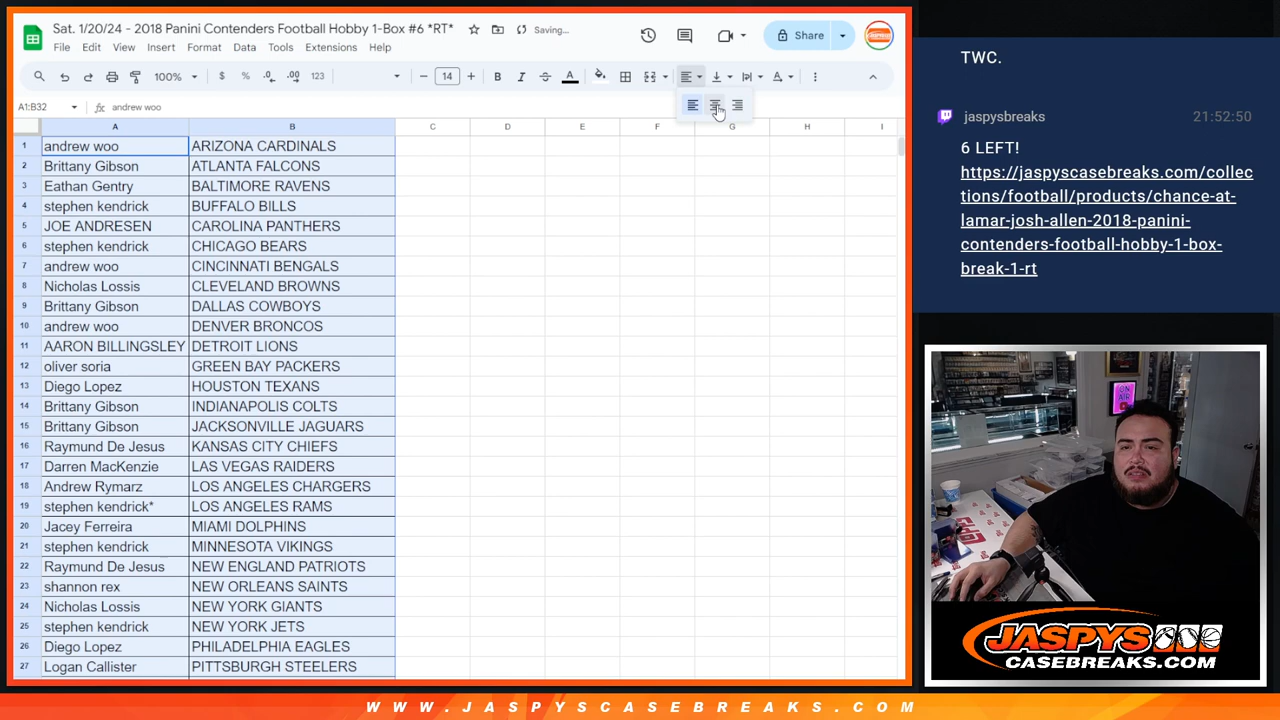 Sat. 1/20/24 - 2018 Panini Contenders Football Hobby 1-Box #6 *RT*
Saving...
Share
File Edit View Insert Format Data Tools Extensions Help
100% $ % .0 .00 123 14 B I A
A1:B32 fx andrew woo
A B C D E F G H I
1 andrew woo ARIZONA CARDINALS
2 Brittany Gibson ATLANTA FALCONS
3 Eathan Gentry BALTIMORE RAVENS
4 stephen kendrick BUFFALO BILLS
5 JOE ANDRESEN CAROLINA PANTHERS
6 stephen kendrick CHICAGO BEARS
7 andrew woo CINCINNATI BENGALS
8 Nicholas Lossis CLEVELAND BROWNS
9 Brittany Gibson DALLAS COWBOYS
10 andrew woo DENVER BRONCOS
11 AARON BILLINGSLEY DETROIT LIONS
12 oliver soria GREEN BAY PACKERS
13 Diego Lopez HOUSTON TEXANS
14 Brittany Gibson INDIANAPOLIS COLTS
15 Brittany Gibson JACKSONVILLE JAGUARS
16 Raymund De Jesus KANSAS CITY CHIEFS
17 Darren MacKenzie LAS VEGAS RAIDERS
18 Andrew Rymarz LOS ANGELES CHARGERS
19 stephen kendrick* LOS ANGELES RAMS
20 Jacey Ferreira MIAMI DOLPHINS
21 stephen kendrick MINNESOTA VIKINGS
22 Raymund De Jesus NEW ENGLAND PATRIOTS
23 shannon rex NEW ORLEANS SAINTS
24 Nicholas Lossis NEW YORK GIANTS
25 stephen kendrick NEW YORK JETS
26 Diego Lopez PHILADELPHIA EAGLES
27 Logan Callister PITTSBURGH STEELERS
TWC.
jaspysbreaks 21:52:50
6 LEFT!
https://jaspyscasebreaks.com/collec
tions/football/products/chance-at-
lamar-josh-allen-2018-panini-
contenders-football-hobby-1-box-
break-1-rt
ON
AIR
JASPYS
CASEBREAKS.COM
WWW.JASPYSCASEBREAKS.COM